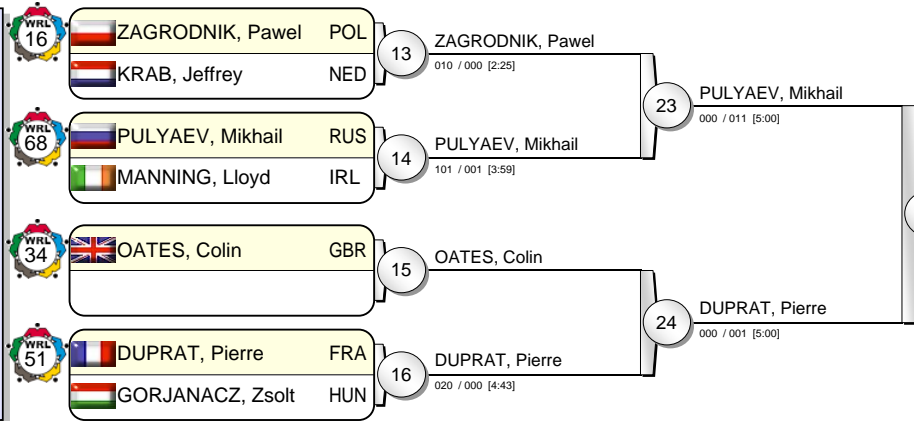 WRL 16 ZAGRODNIK, Pawel POL
KRAB, Jeffrey NED
13 ZAGRODNIK, Pawel
010 / 000 [2:25]
23 PULYAEV, Mikhail
000 / 011 [5:00]
WRL 68 PULYAEV, Mikhail RUS
MANNING, Lloyd IRL
14 PULYAEV, Mikhail
101 / 001 [3:59]
WRL 34 OATES, Colin GBR
15 OATES, Colin
24 DUPRAT, Pierre
000 / 001 [5:00]
WRL 51 DUPRAT, Pierre FRA
GORJANACZ, Zsolt HUN
16 DUPRAT, Pierre
020 / 000 [4:43]